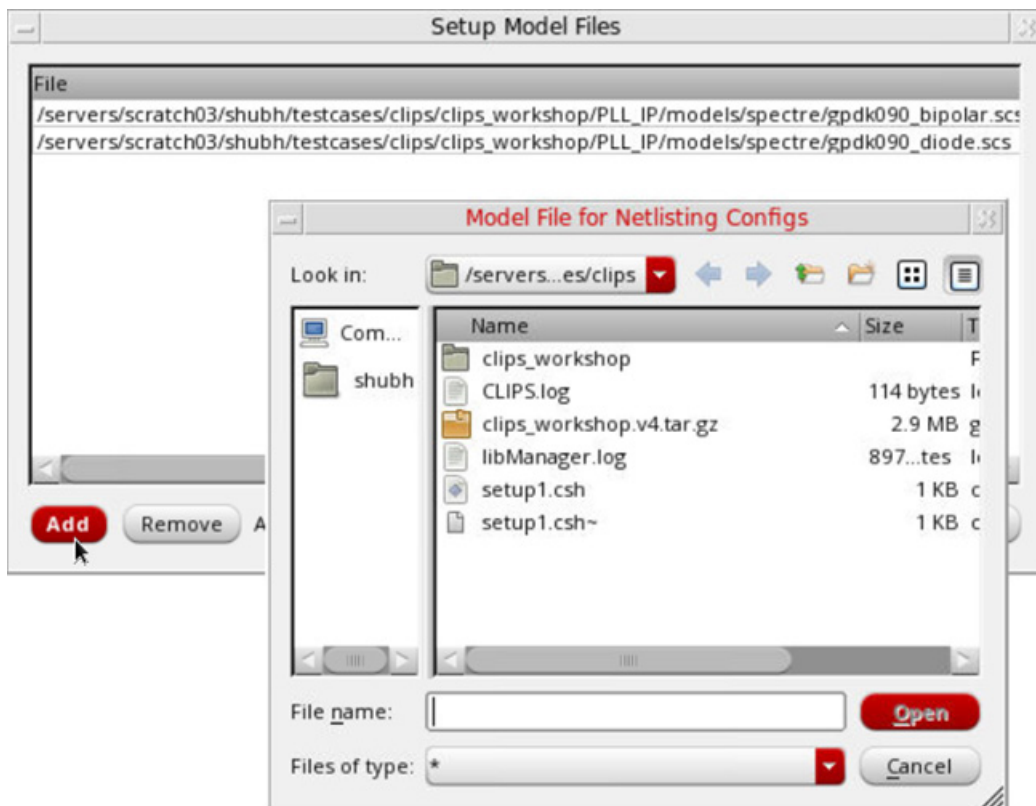 Setup Model Files
File
/servers/scratch03/shubh/testcases/clips/clips_workshop/PLL_IP/models/spectre/gpdk090_bipolar.scs
/servers/scratch03/shubh/testcases/clips/clips_workshop/PLL_IP/models/spectre/gpdk090_diode.scs
Model File for Netlisting Configs
Look in: /servers...es/clips
Com...
shubh
Name Size T
clips_workshop F
CLIPS.log 114 bytes
clips_workshop.v4.tar.gz 2.9 MB g
libManager.log 897...tes
setup1.csh 1 KB c
setup1.csh~ 1 KB c
Add Remove A
File name: Open
Files of type: * Cancel